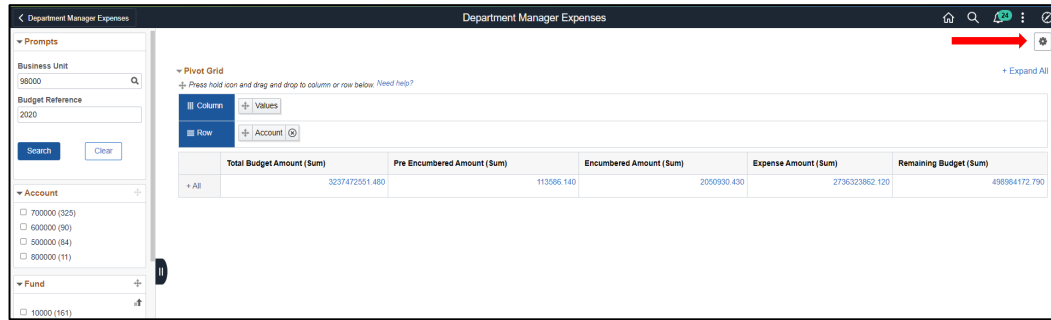 Department Manager Expenses
Department Manager Expenses
24
Prompts
Business Unit
98000
Budget Reference
2020
Search
Clear
Account
700000 (325)
600000 (90)
500000 (84)
800000 (11)
Fund
10000 (161)
Pivot Grid
+ Expand All
Press hold icon and drag and drop to column or row below. Need help?
Column
Values
Row
Account
Total Budget Amount (Sum) Pre Encumbered Amount (Sum) Encumbered Amount (Sum) Expense Amount (Sum) Remaining Budget (Sum)
+ All 3237472551.480 113586.140 2050930.430 2736323862.120 498984172.790